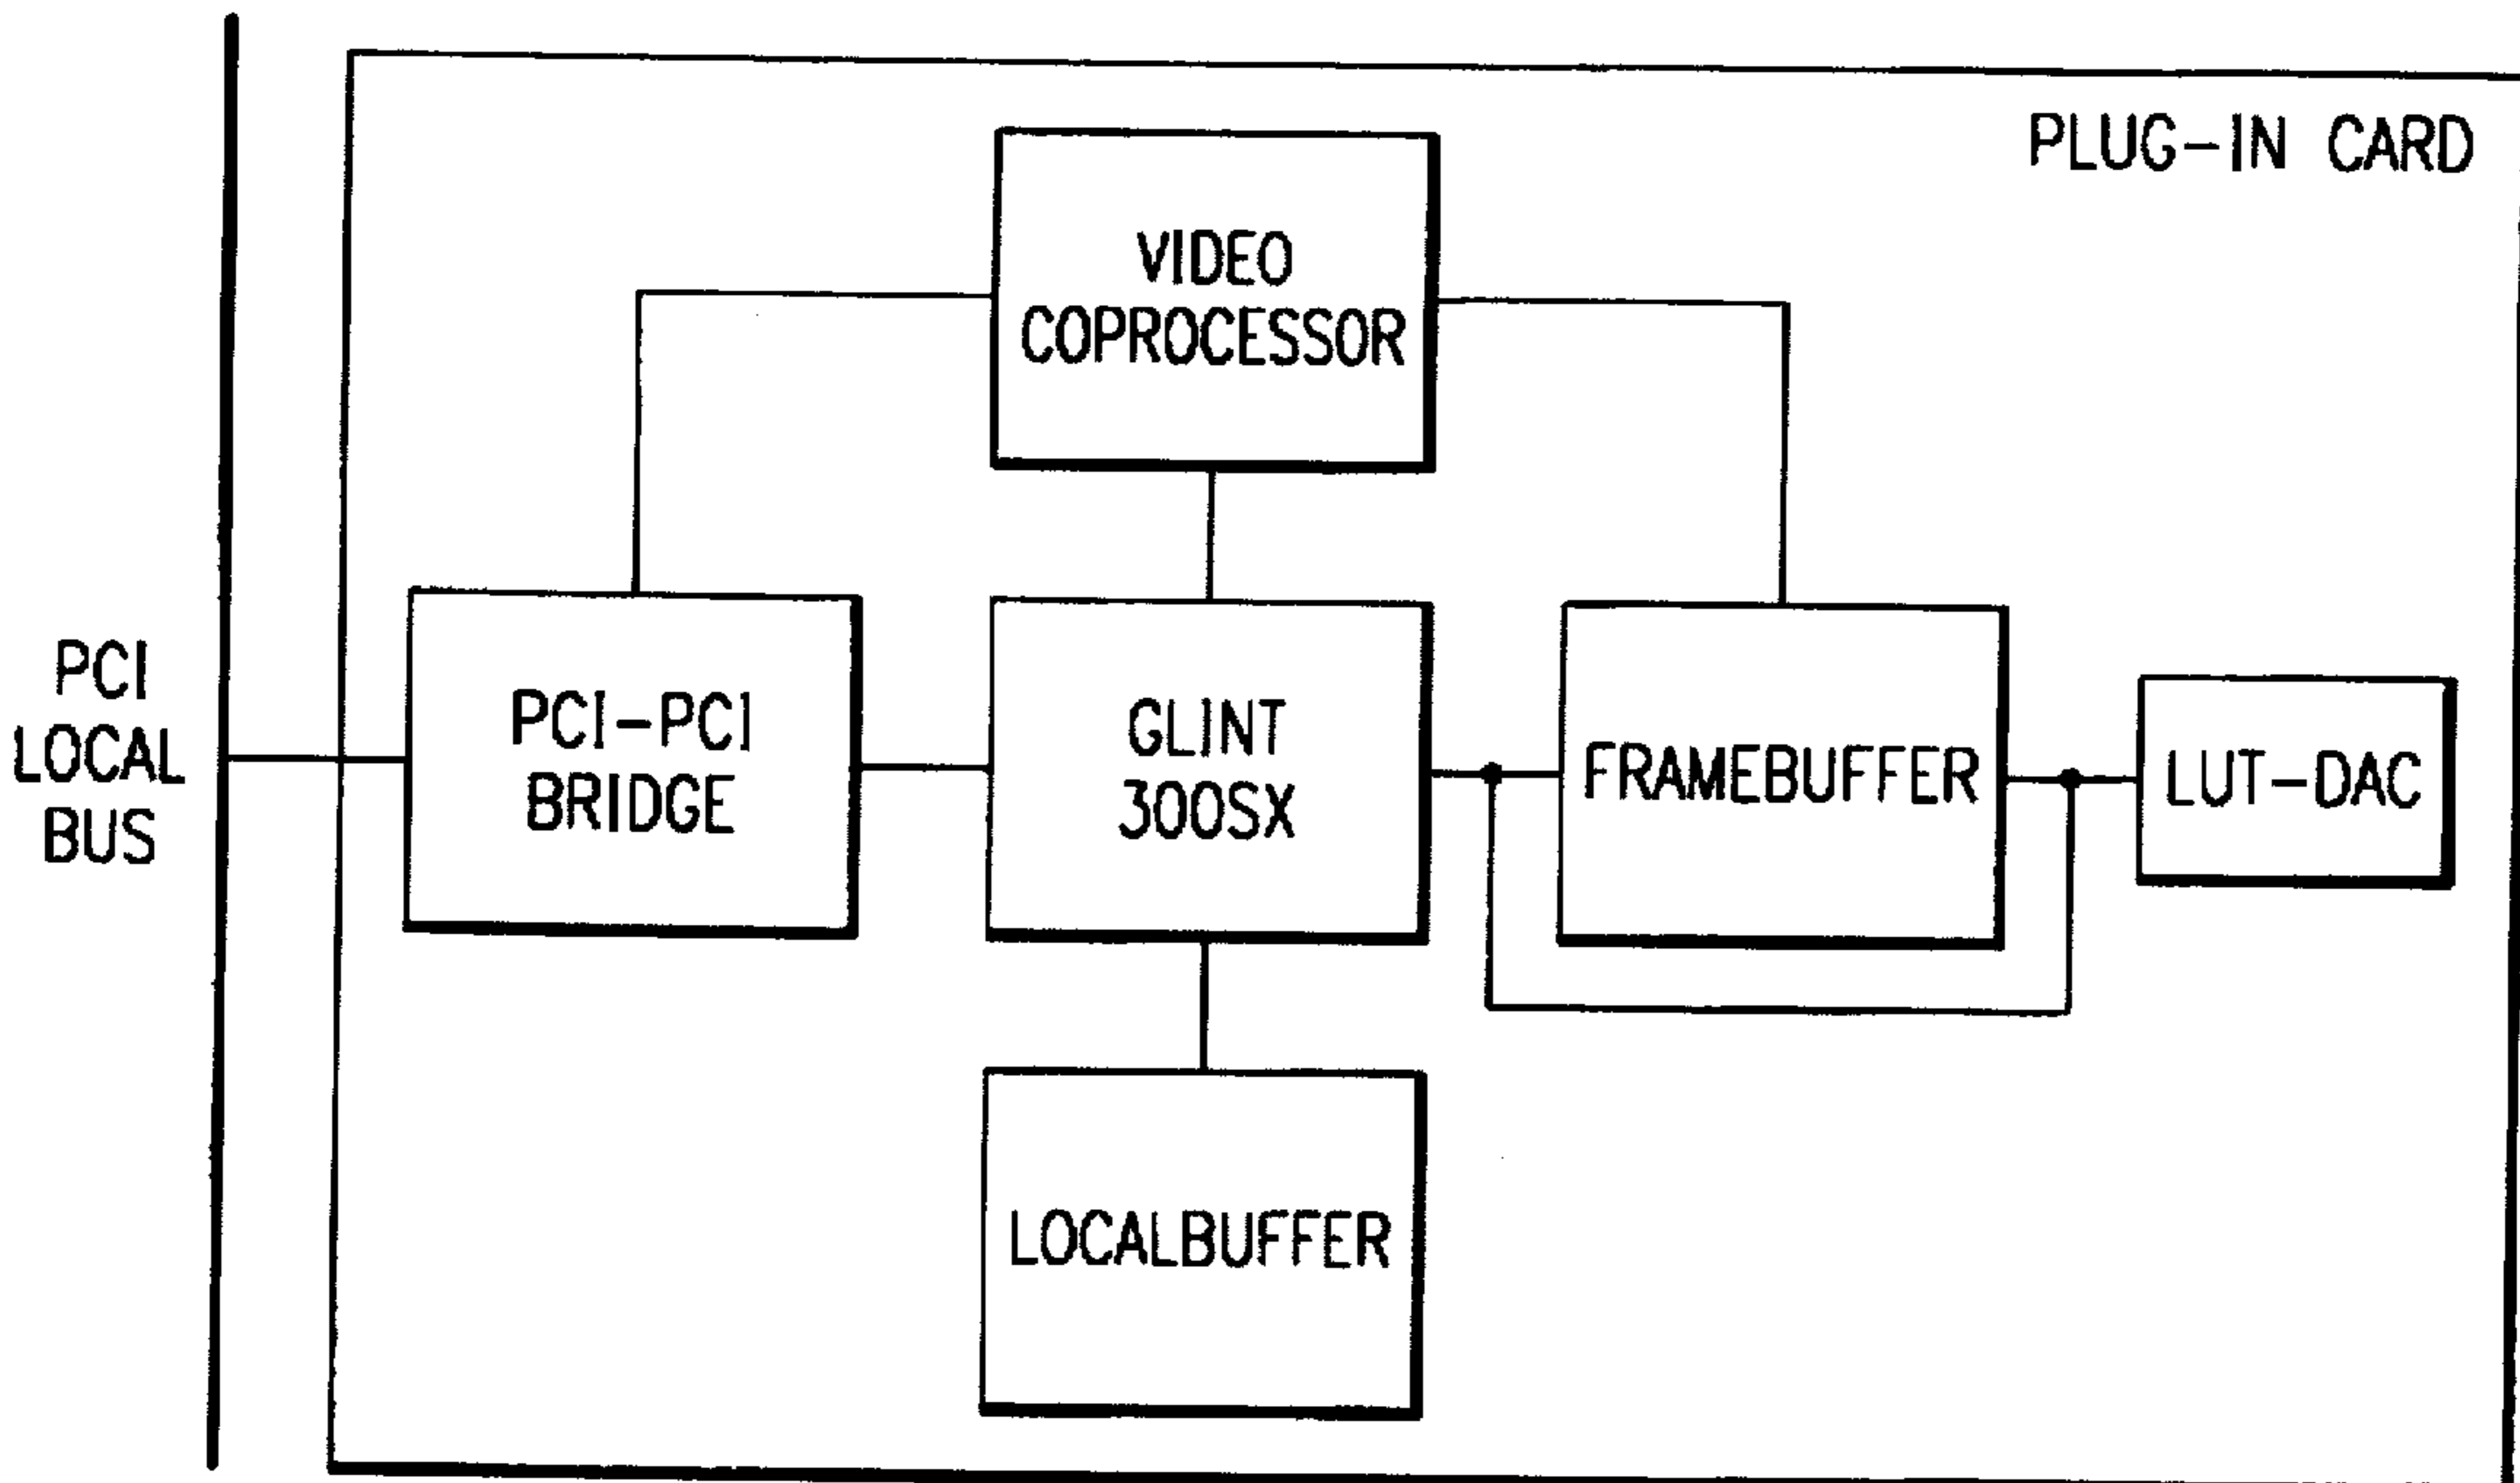 PLUG-IN CARD
VIDEO
COPROCESSOR
PCI
LOCAL
BUS
PCI-PCI
BRIDGE
GLINT
300SX
FRAMEBUFFER
LUT-DAC
LOCALBUFFER